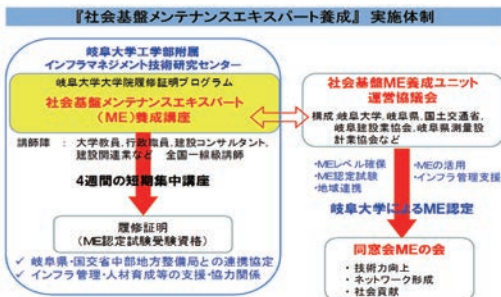 『社会基盤メンテナンスエキスパート養成』 実施体制
岐阜大学工学部附属
インフラマネジメント技術研究センター
岐阜大学大学院履修証明プログラム
社会基盤メンテナンスエキスパート
（ME）養成講座
講師陣 ： 大学教員，行政職員，建設コンサルタント，
建設関連業など 全国一線級講師
4週間の短期集中講座
履修証明
（ME認定試験受験資格）
✓ 岐阜県・国交省中部地方整備局との連携協定
✓ インフラ管理・人材育成等の支援・協力関係
社会基盤ME養成ユニット
運営協議会
構成，岐阜大学，岐阜県，国土交通省，
岐阜建設業協会，岐阜県測量設
計業協会など
・MEレベル確保
・ME認定試験
・地域連携
・MEの活用
・インフラ管理支援
岐阜大学によるME認定
同窓会MEの会
・技術力向上
・ネットワーク形成
・社会貢献